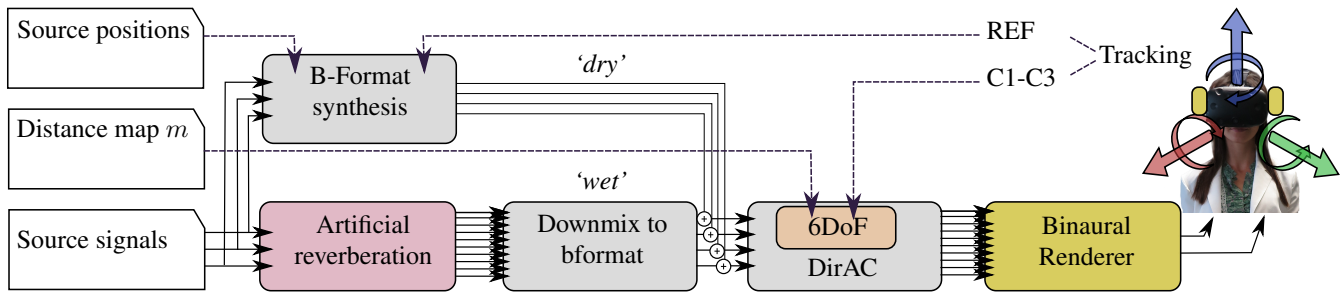 Source positions
REF
Tracking
C1-C3
B-Format
synthesis
‘dry’
Distance map m
‘wet’
Source signals
Artificial
reverberation
Downmix to
bformat
6DoF
DirAC
Binaural
Renderer